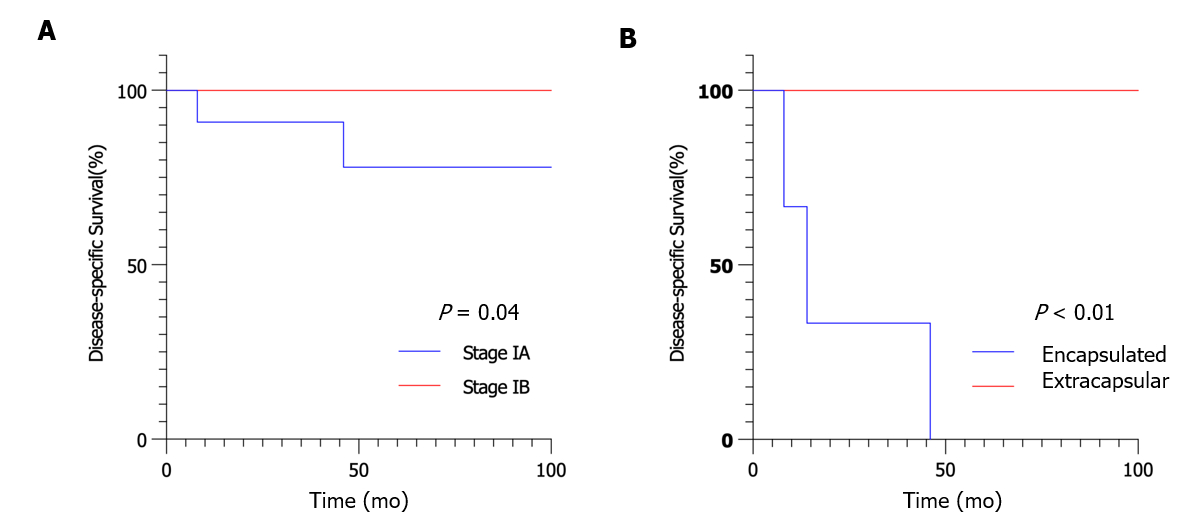 A
Disease-specific Survival(%)
100
50
0
P = 0.04
Stage IA
Stage IB
0 50 100
Time (mo)
B
Disease-specific Survival(%)
100
50
0
P < 0.01
Encapsulated
Extracapsular
0 50 100
Time (mo)